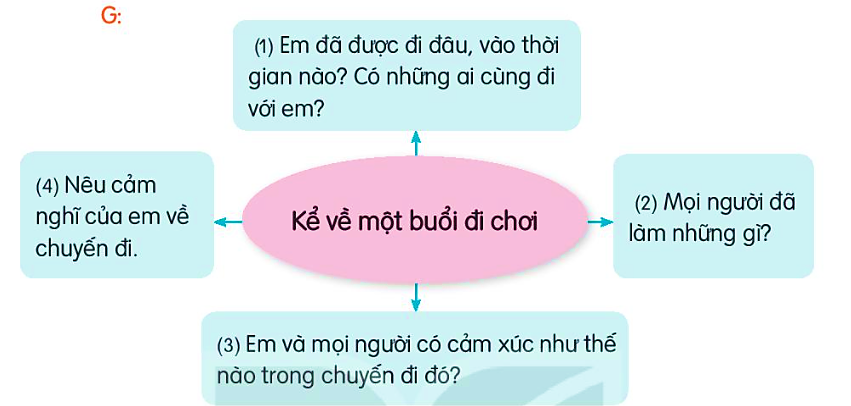 G:
(1) Em đã được đi đâu, vào thời
gian nào? Có những ai cùng đi
với em?
(4) Nêu cảm
nghĩ của em về
chuyến đi.
Kể về một buổi đi chơi
(2) Mọi người đã
làm những gì?
(3) Em và mọi người có cảm xúc như thế
nào trong chuyến đi đó?